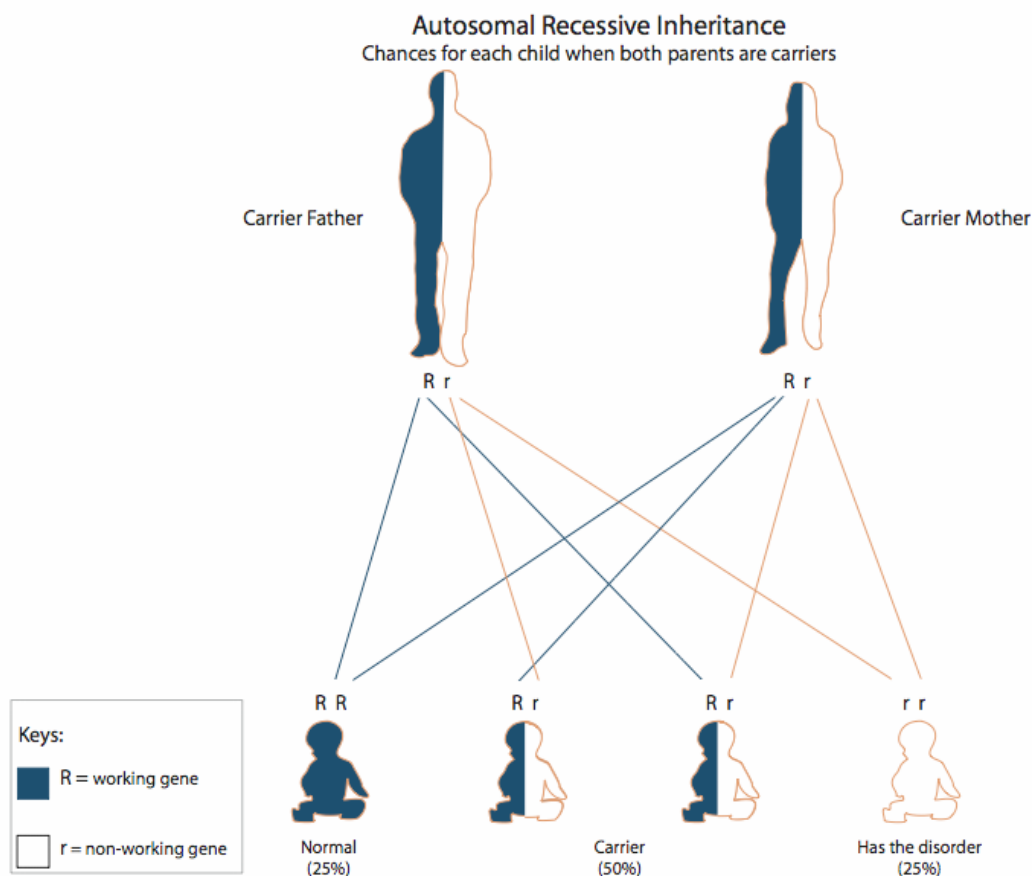 Autosomal Recessive Inheritance
Chances for each child when both parents are carriers
Carrier Father
Carrier Mother
R r
R r
R R
R r
R r
r r
Keys:
R = working gene
r = non-working gene
Normal
(25%)
Carrier
(50%)
Has the disorder
(25%)